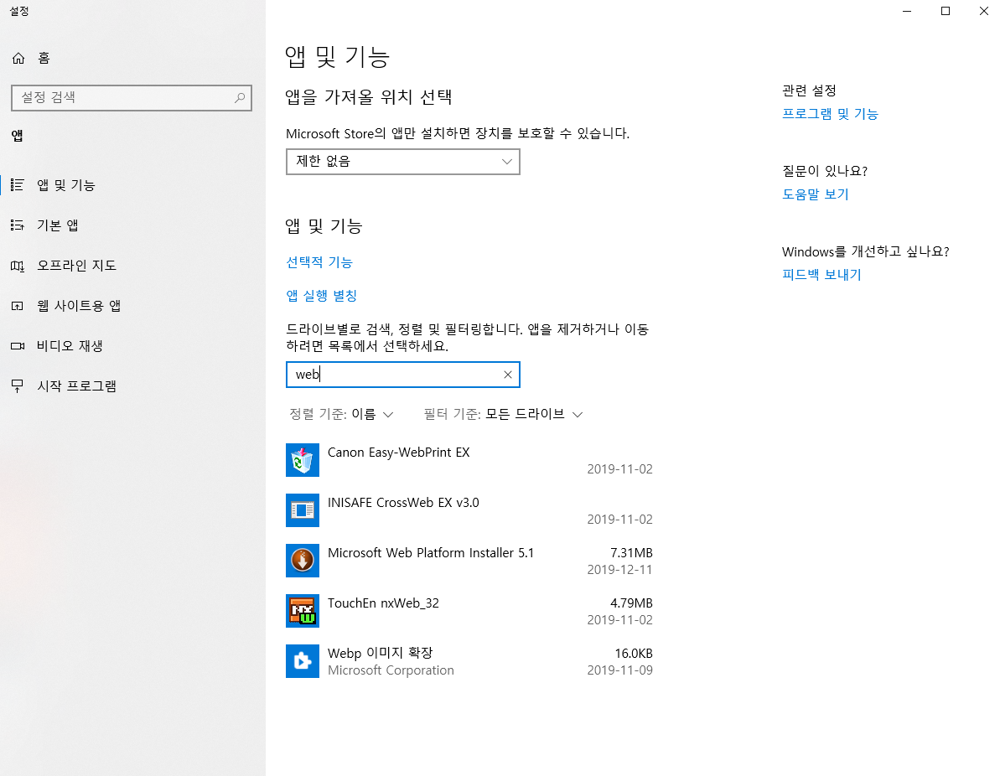 설정
홈
설정 검색
앱
앱 및 기능
기본 앱
오프라인 지도
웹 사이트용 앱
비디오 재생
시작 프로그램
앱 및 기능
앱을 가져올 위치 선택
Microsoft Store의 앱만 설치하면 장치를 보호할 수 있습니다.
제한 없음
앱 및 기능
선택적 기능
앱 실행 별칭
드라이브별로 검색, 정렬 및 필터링합니다. 앱을 제거하거나 이동
하려면 목록에서 선택하세요.
web
정렬 기준: 이름 필터 기준: 모든 드라이브
Canon Easy-WebPrint EX
2019-11-02
INISAFE CrossWeb EX v3.0
2019-11-02
Microsoft Web Platform Installer 5.1 7.31MB
2019-12-11
TouchEn nxWeb_32 4.79MB
2019-11-02
Webp 이미지 확장 16.0KB
Microsoft Corporation 2019-11-09
관련 설정
프로그램 및 기능
질문이 있나요?
도움말 보기
Windows를 개선하고 싶나요?
피드백 보내기